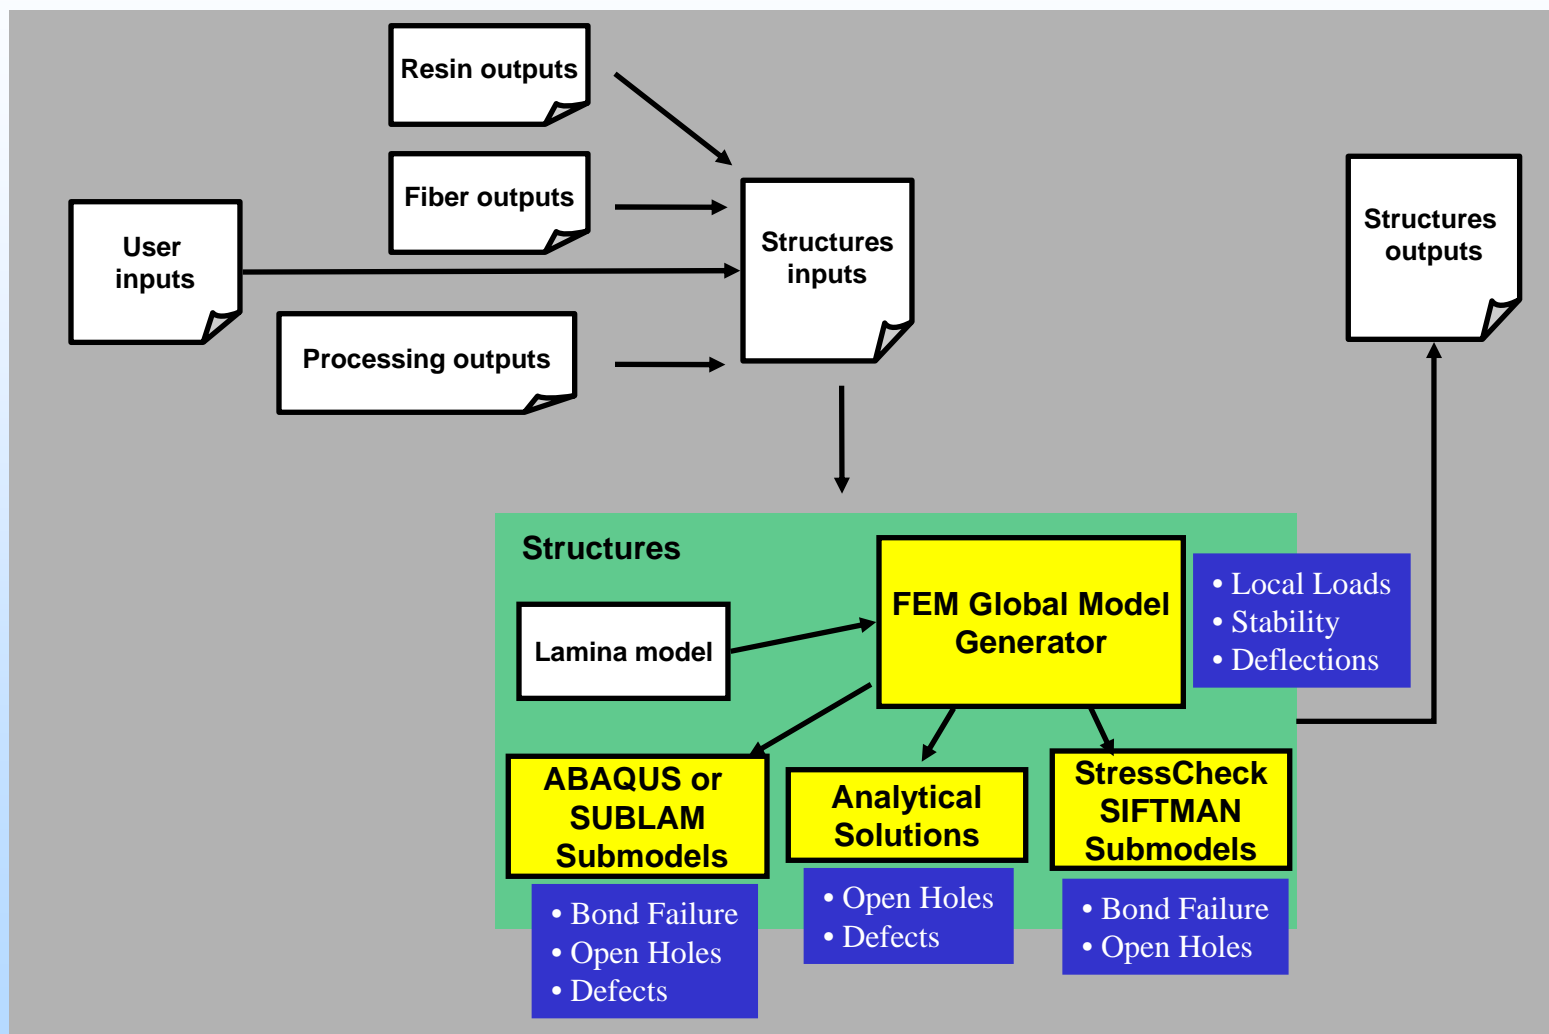 Resin outputs
Fiber outputs
User
inputs
Processing outputs
Structures
inputs
Structures
outputs
Structures
Lamina model
FEM Global Model
Generator
• Local Loads
• Stability
• Deflections
ABAQUS or
SUBLAM
Submodels
• Bond Failure
• Open Holes
• Defects
Analytical
Solutions
• Open Holes
• Defects
StressCheck
SIFTMAN
Submodels
• Bond Failure
• Open Holes